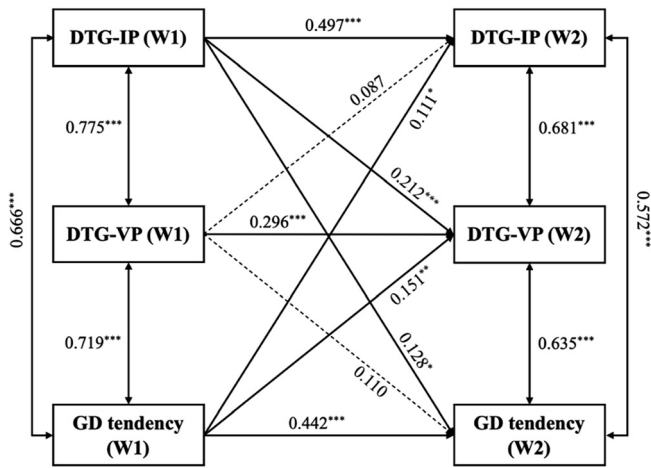 DTG-IP (W1)
0.497***
DTG-IP (W2)
0.087
0.111*
0.775***
0.681***
0.212***
0.666***
0.572***
DTG-VP (W1)
0.296***
DTG-VP (W2)
0.151**
0.719***
0.128*
0.635***
0.110
GD tendency
(W1)
0.442***
GD tendency
(W2)